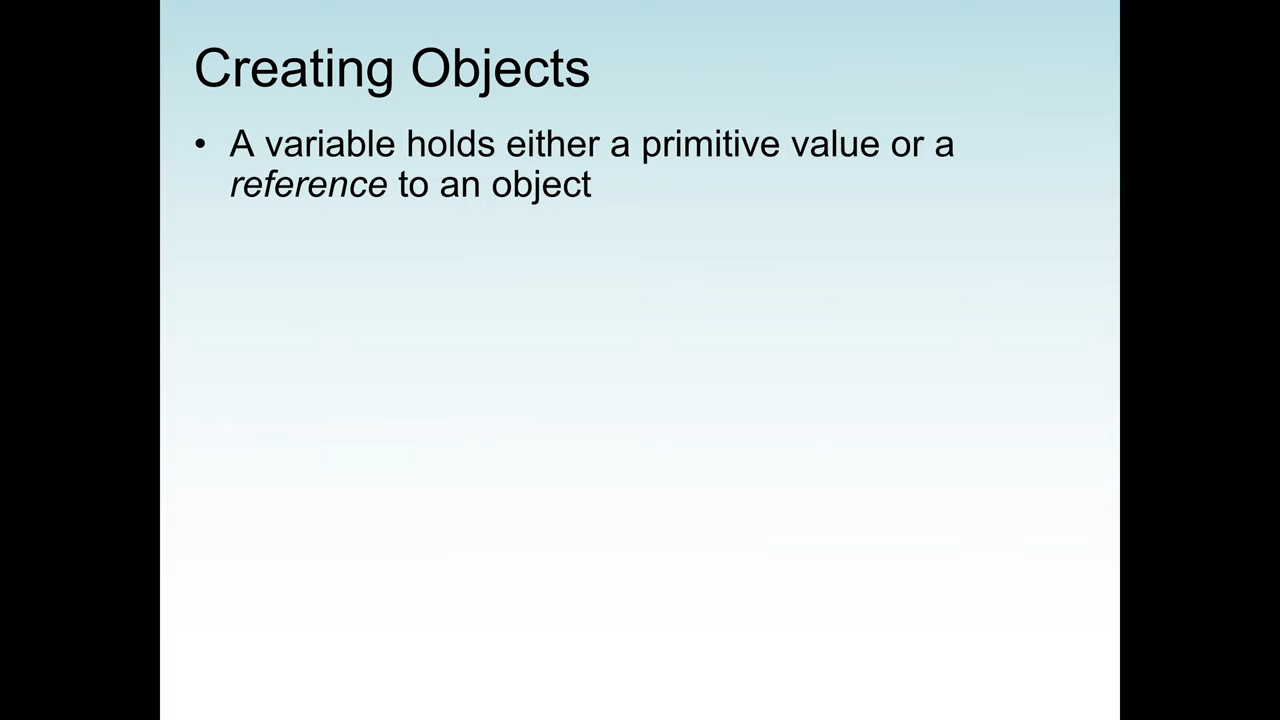 Creating Objects
• A variable holds either a primitive value or a
reference to an object